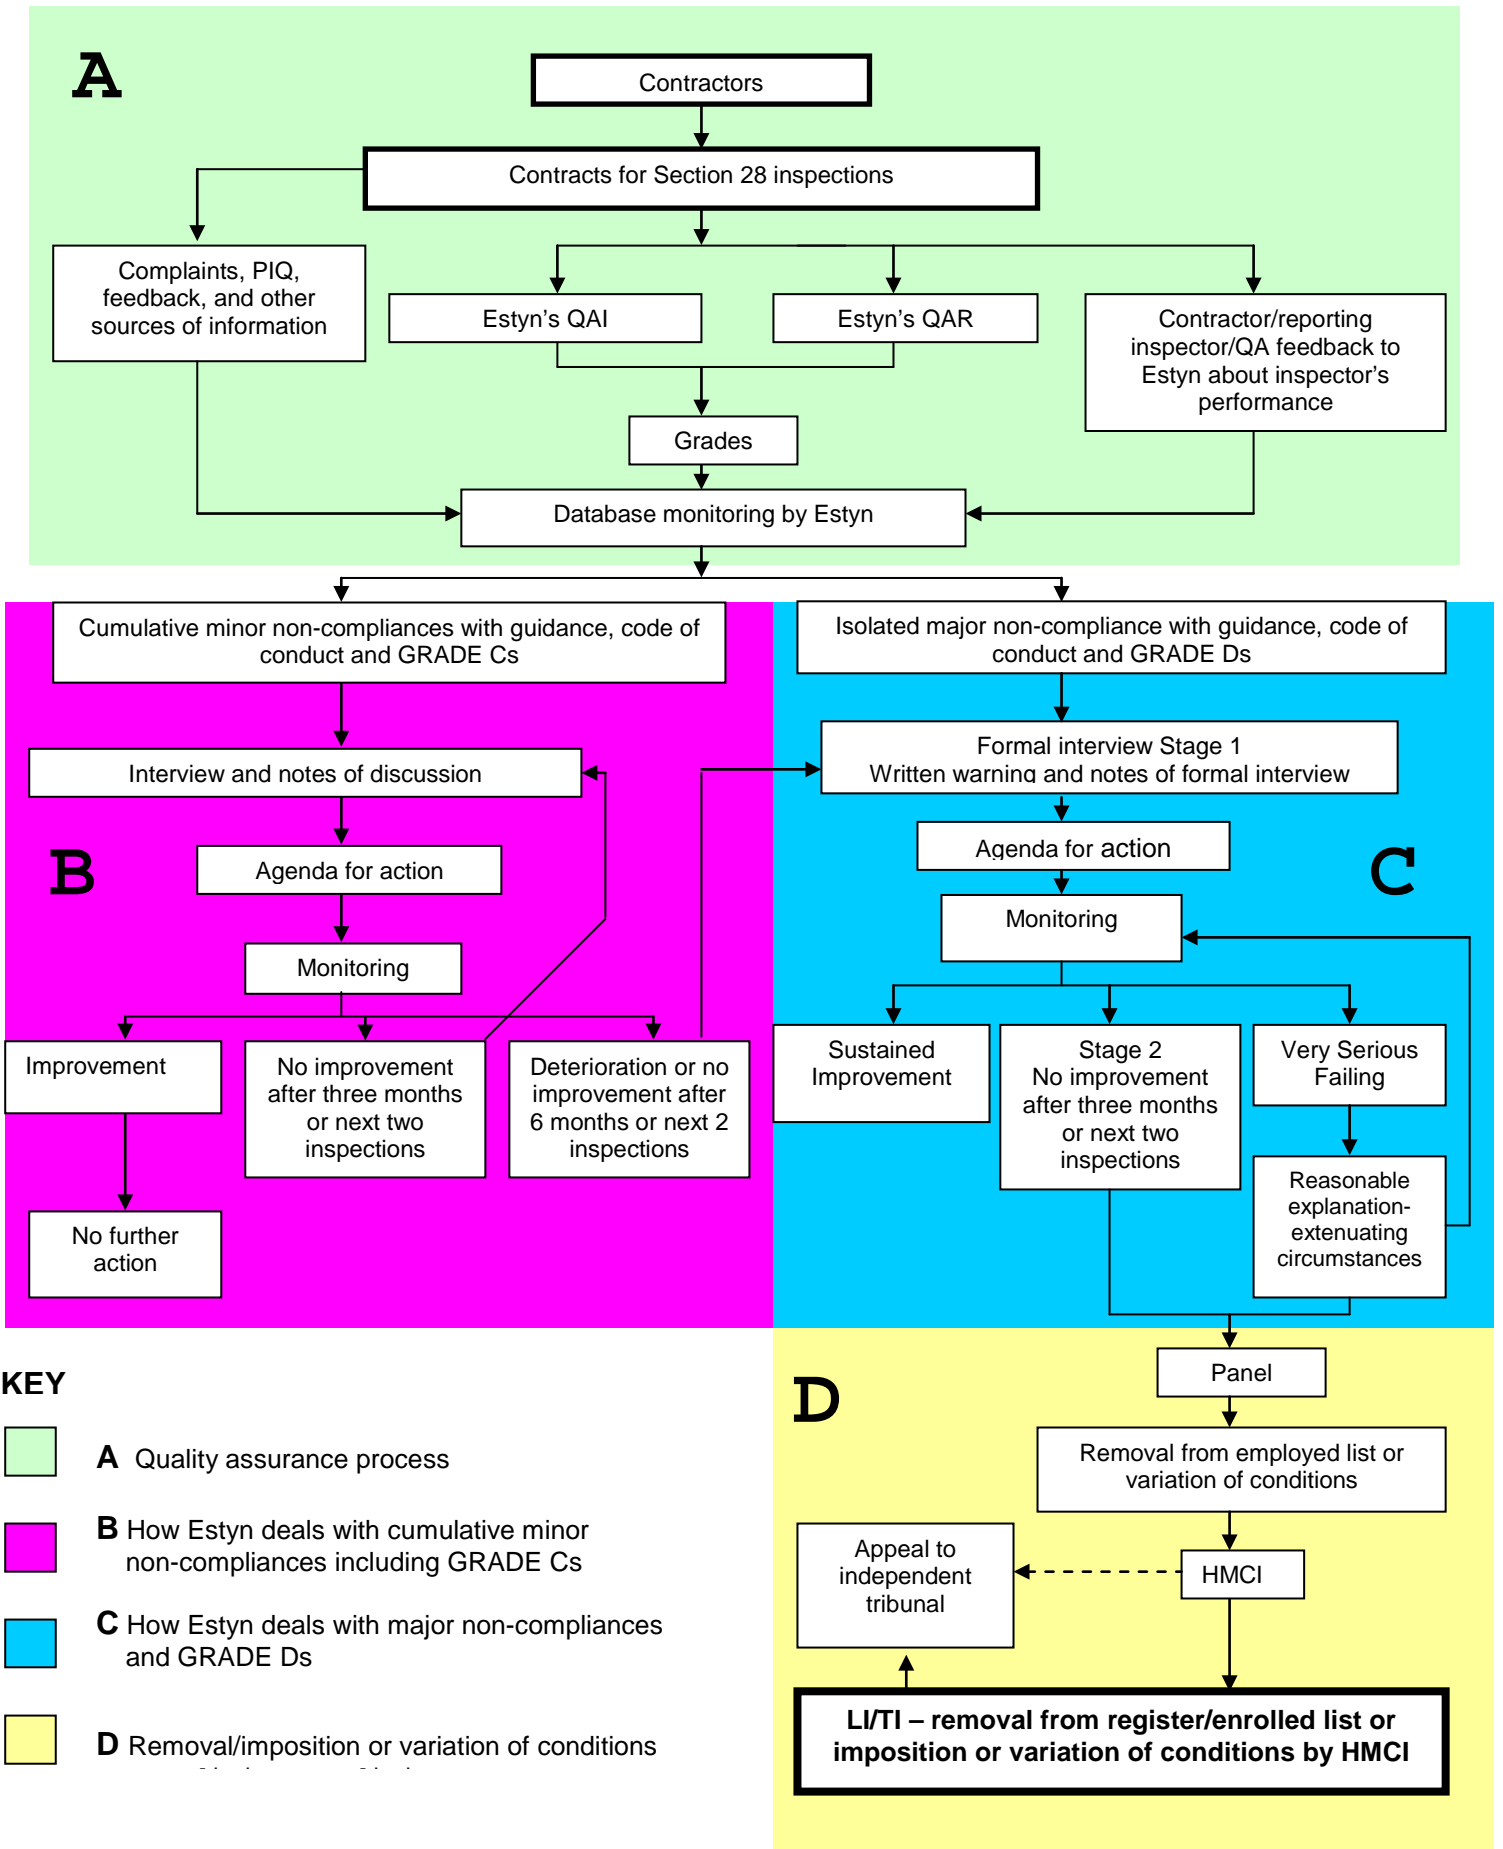 A
Contractors
Contracts for Section 28 inspections
Complaints, PIQ,
feedback, and other
sources of information
Estyn's QAI
Estyn's QAR
Contractor/reporting
inspector/QA feedback to
Estyn about inspector's
performance
Grades
Database monitoring by Estyn
Cumulative minor non-compliances with guidance, code of
conduct and GRADE Cs
Interview and notes of discussion
B
Agenda for action
Monitoring
Improvement
No improvement
after three months
or next two
inspections
Deterioration or no
improvement after
6 months or next 2
inspections
No further
action
Isolated major non-compliance with guidance, code of
conduct and GRADE Ds
Formal interview Stage 1
Written warning and notes of formal interview
Agenda for action
C
Monitoring
Sustained
Improvement
Stage 2
No improvement
after three months
or next two
inspections
Very Serious
Failing
Reasonable
explanation-
extenuating
circumstances
D
Panel
Removal from employed list or
variation of conditions
HMCI
Appeal to
independent
tribunal
LI/TI – removal from register/enrolled list or
imposition or variation of conditions by HMCI
KEY
A Quality assurance process
B How Estyn deals with cumulative minor
non-compliances including GRADE Cs
C How Estyn deals with major non-compliances
and GRADE Ds
D Removal/imposition or variation of conditions